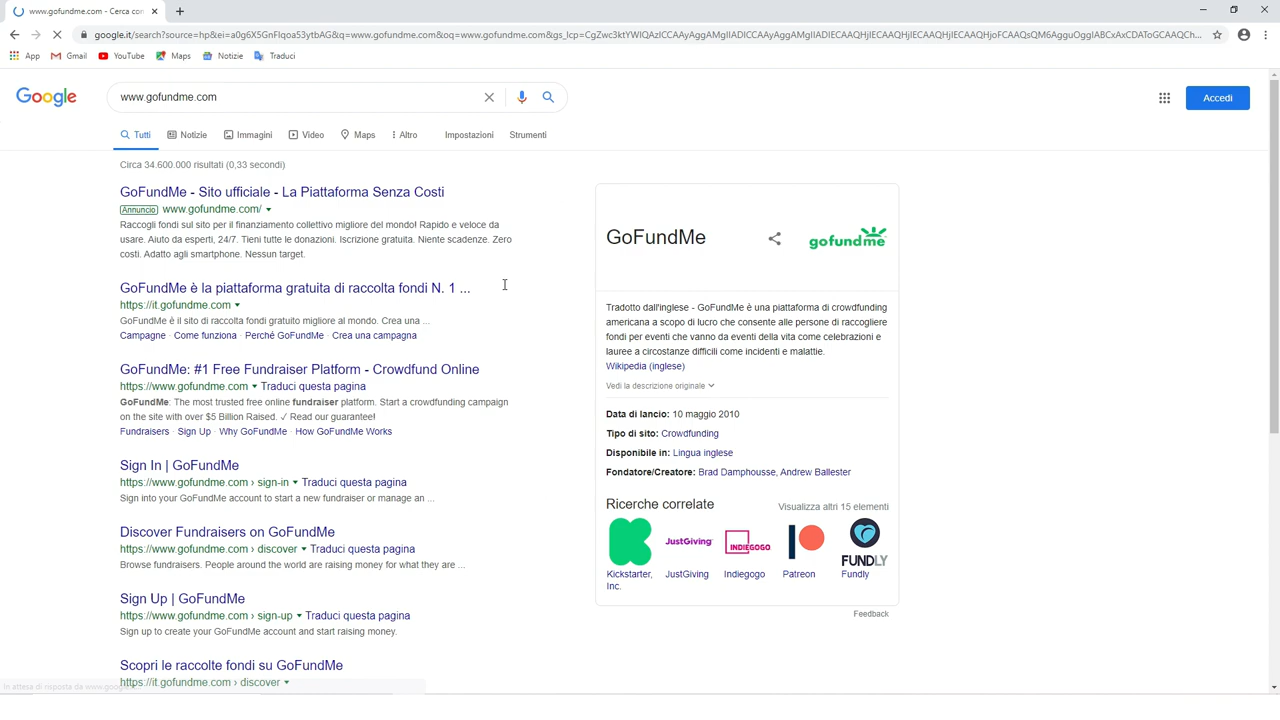 www.gofundme.com - Cerca con
google.it/search?source=hp&ei=a0g6X5GnFlqoa53ytbAG&q=www.gofundme.com&oq=www.gofundme.com&gs_lcp=CgZwc3ktYWIQAzICCAAyAggAMgIIADICCAAyAggAMgIIADIECAAQHjIECAAQHjIECAAQHjIECAAQHjoFCAAQsQM6AgguOggIABCxAxCDAToGCAAQCh...
App
Gmail
YouTube
Maps
Notizie
Traduci
Google
www.gofundme.com
Accedi
Tutti
Notizie
Immagini
Video
Maps
Altro
Impostazioni
Strumenti
Circa 34.600.000 risultati (0,33 secondi)
GoFundMe - Sito ufficiale - La Piattaforma Senza Costi
Annuncio www.gofundme.com/
Raccogli fondi sul sito per il finanziamento collettivo migliore del mondo! Rapido e veloce da
usare. Aiuto da esperti, 24/7. Tieni tutte le donazioni. Iscrizione gratuita. Niente scadenze. Zero
costi. Adatto agli smartphone. Nessun target.
GoFundMe è la piattaforma gratuita di raccolta fondi N. 1 ...
https://it.gofundme.com
GoFundMe è il sito di raccolta fondi gratuito migliore al mondo. Crea una ...
Campagne · Come funziona · Perché GoFundMe · Crea una campagna
GoFundMe: #1 Free Fundraiser Platform - Crowdfund Online
https://www.gofundme.com Traduci questa pagina
GoFundMe: The most trusted free online fundraiser platform. Start a crowdfunding campaign
on the site with over $5 Billion Raised. ✓ Read our guarantee!
Fundraisers · Sign Up · Why GoFundMe · How GoFundMe Works
Sign In | GoFundMe
https://www.gofundme.com › sign-in Traduci questa pagina
Sign into your GoFundMe account to start a new fundraiser or manage an ...
Discover Fundraisers on GoFundMe
https://www.gofundme.com › discover Traduci questa pagina
Browse fundraisers. People around the world are raising money for what they are ...
Sign Up | GoFundMe
https://www.gofundme.com › sign-up Traduci questa pagina
Sign up to create your GoFundMe account and start raising money.
Scopri le raccolte fondi su GoFundMe
https://it.gofundme.com › discover
In attesa di risposta da www.google...
GoFundMe
gofundme
Tradotto dall'inglese - GoFundMe è una piattaforma di crowdfunding
americana a scopo di lucro che consente alle persone di raccogliere
fondi per eventi che vanno da eventi della vita come celebrazioni e
lauree a circostanze difficili come incidenti e malattie.
Wikipedia (inglese)
Vedi la descrizione originale
Data di lancio: 10 maggio 2010
Tipo di sito: Crowdfunding
Disponibile in: Lingua inglese
Fondatore/Creatore: Brad Damphousse, Andrew Ballester
Ricerche correlate
Visualizza altri 15 elementi
JustGiving
INDIEGOGO
FUNDLY
Kickstarter,
Inc.
JustGiving
Indiegogo
Patreon
Fundly
Feedback